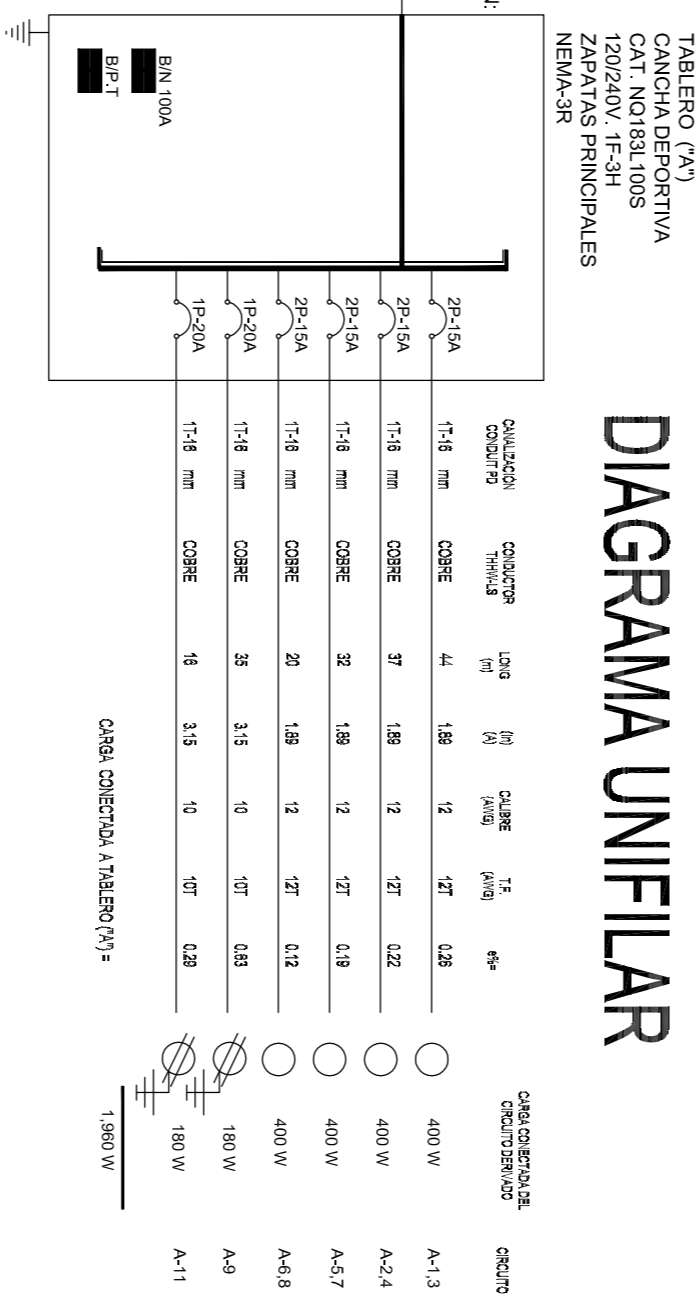 N:
TABLERO ("A")
CANCHA DEPORTIVA
CAT. NQ183L100S
120/240V. 1F-3H
ZAPATAS PRINCIPALES
NEMA-3R
DIAGRAMA UNIFILAR
B/N 100A
B/P.T
CANALIZACIÓN
CONDUIT PD
CONDUCTOR
THHW-LS
LONG
(m)
(In)
(A)
CALIBRE
(AWG)
T.F.
(AWG)
e%=
CARGA CONECTADA DEL
CIRCUITO DERIVADO
CIRCUITO
2P-15A 1T-16 mm COBRE 44 1.89 12 12T 0.26 400 W A-1,3
2P-15A 1T-16 mm COBRE 37 1.89 12 12T 0.22 400 W A-2,4
2P-15A 1T-16 mm COBRE 32 1.89 12 12T 0.19 400 W A-5,7
2P-15A 1T-16 mm COBRE 20 1.89 12 12T 0.12 400 W A-6,8
1P-20A 1T-16 mm COBRE 35 3.15 10 10T 0.63 180 W A-9
1P-20A 1T-16 mm COBRE 16 3.15 10 10T 0.29 180 W A-11
CARGA CONECTADA A TABLERO ("A") = 1,960 W